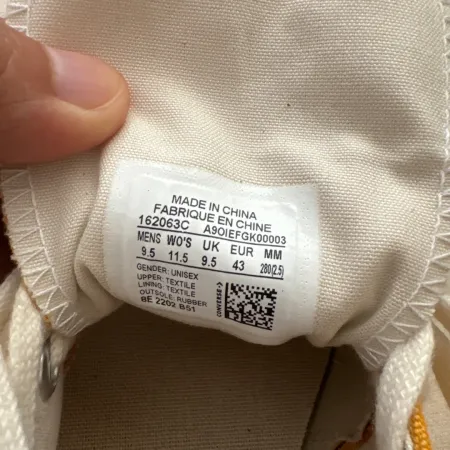 MADE IN CHINA
FABRIQUE EN CHINE
162063C A9OIEFGK00003
MENS WO'S UK EUR MM
9.5 11.5 9.5 43 280(2.5)
GENDER: UNISEX
UPPER: TEXTILE
LINING: TEXTILE
OUTSOLE: RUBBER
BE 2202 B51
CONVERSE